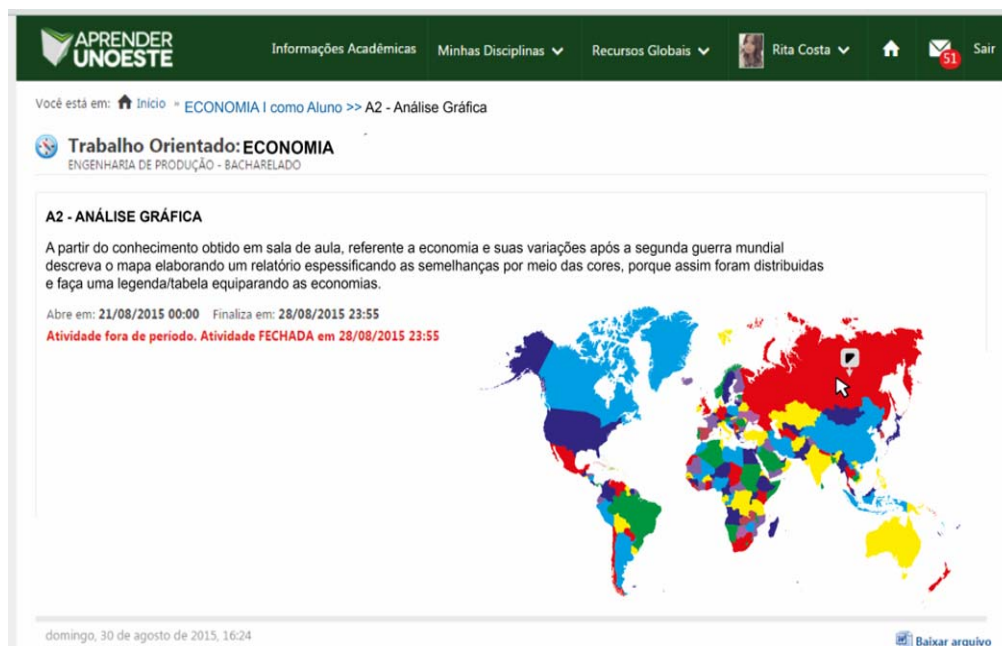 APRENDER
UNOESTE
Informações Acadêmicas Minhas Disciplinas Recursos Globais Rita Costa 51 Sair
Você está em: Início » ECONOMIA I como Aluno >> A2 - Análise Gráfica
Trabalho Orientado: ECONOMIA
ENGENHARIA DE PRODUÇÃO - BACHARELADO
A2 - ANÁLISE GRÁFICA
A partir do conhecimento obtido em sala de aula, referente a economia e suas variações após a segunda guerra mundial
descreva o mapa elaborando um relatório espessificando as semelhanças por meio das cores, porque assim foram distribuidas
e faça uma legenda/tabela equiparando as economias.
Abre em: 21/08/2015 00:00 Finaliza em: 28/08/2015 23:55
Atividade fora de período. Atividade FECHADA em 28/08/2015 23:55
domingo, 30 de agosto de 2015, 16:24
Baixar arquivo